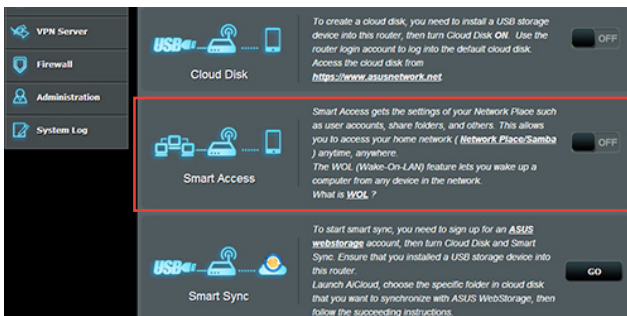 VPN Server
Firewall
Administration
System Log
USB
Cloud Disk
To create a cloud disk, you need to install a USB storage
device into this router, then turn Cloud Disk ON. Use the
router login account to log into the default cloud disk.
Access the cloud disk from
https://www.asusnetwork.net.
OFF
Smart Access
Smart Access gets the settings of your Network Place such
as user accounts, share folders, and others. This allows
you to access your home network ( Network Place/Samba
) anytime, anywhere.
The WOL (Wake-On-LAN) feature lets you wake up a
computer from any device in the network.
What is WOL ?
OFF
USB
Smart Sync
To start smart sync, you need to sign up for an ASUS
webstorage account, then turn Cloud Disk and Smart
Sync. Ensure that you installed a USB storage device into
this router.
Launch AiCloud, choose the specific folder in cloud disk
that you want to synchronize with ASUS WebStorage, then
follow the succeeding instructions.
GO